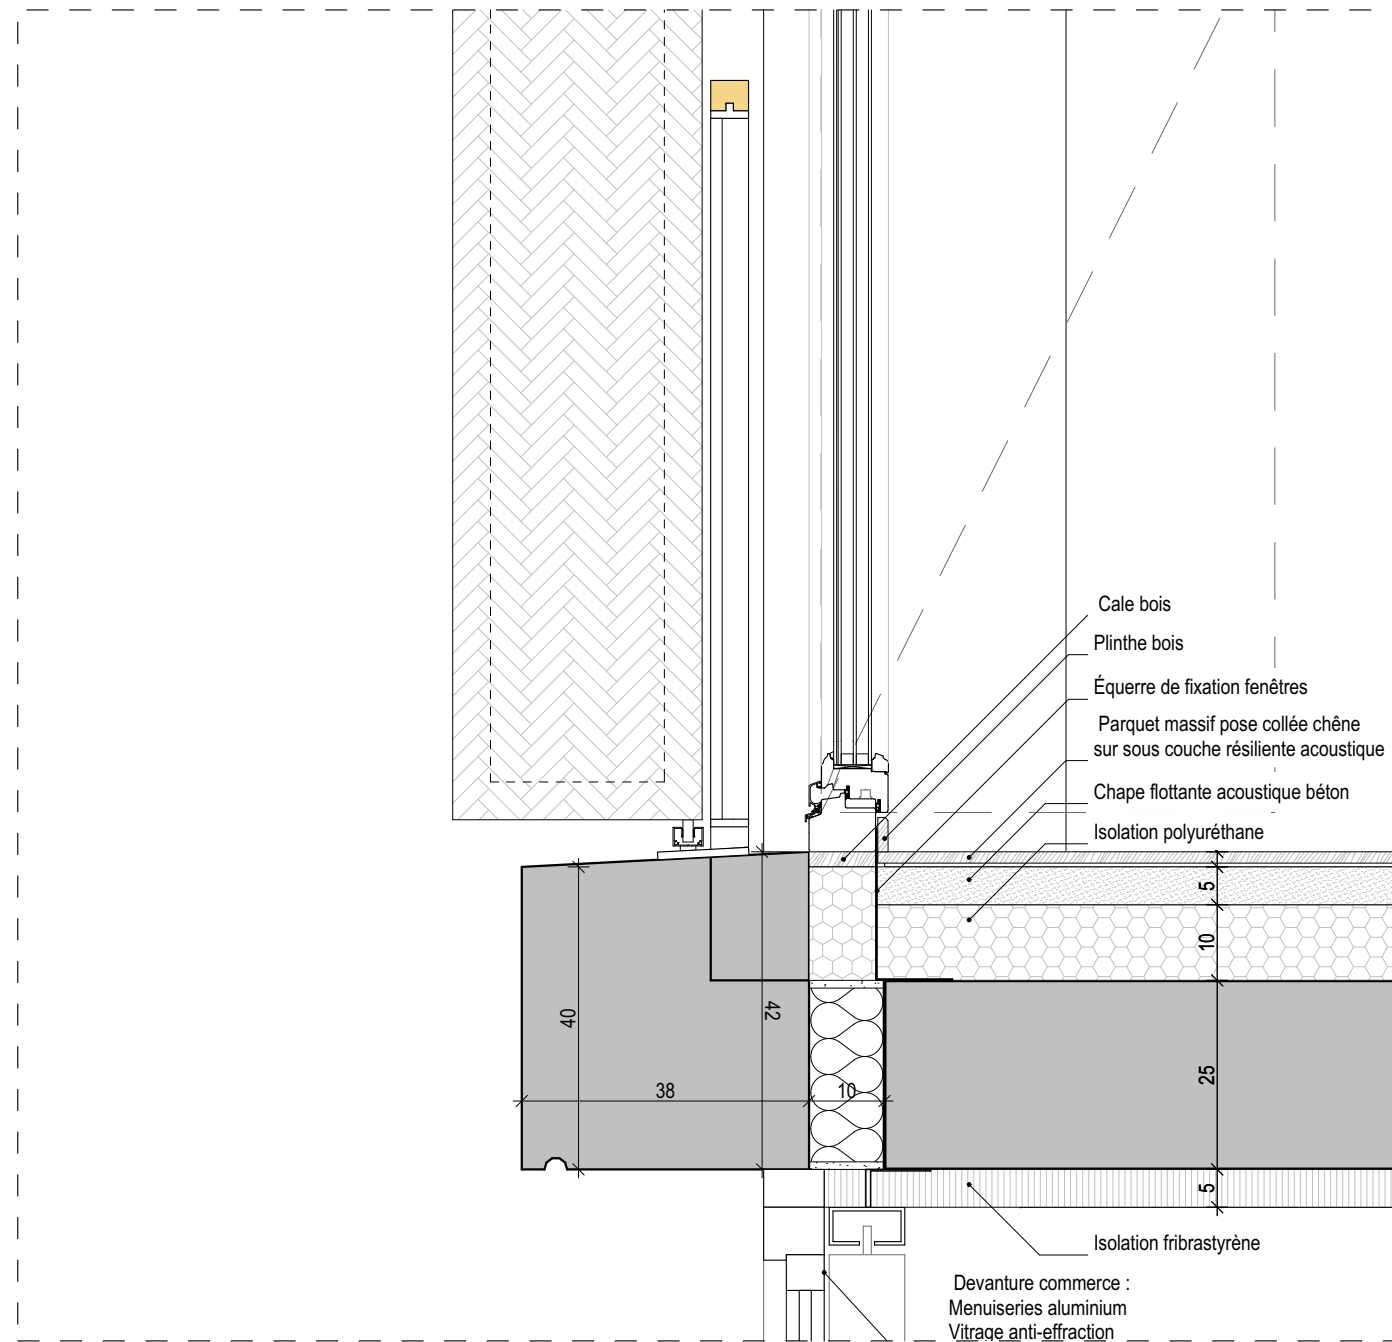 Cale bois
Plinthe bois
Équerre de fixation fenêtres
Parquet massif pose collée chêne
sur sous couche résiliente acoustique
Chape flottante acoustique béton
Isolation polyuréthane
5
10
40
42
25
38
10
5
Isolation fribrastyrène
Devanture commerce :
Menuiseries aluminium
Vitrage anti-effraction